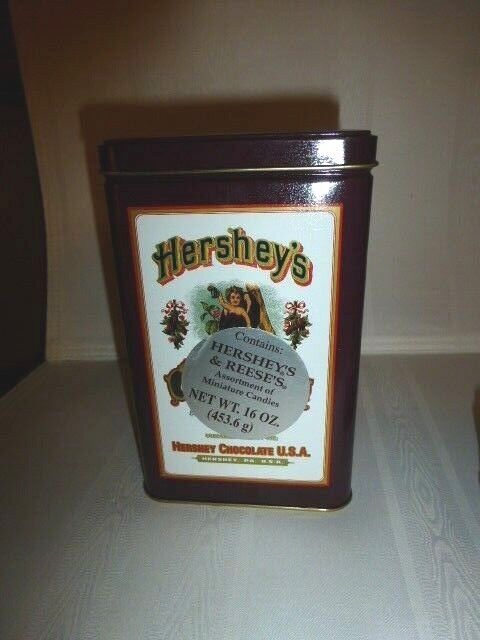 Hershey's
Contains:
HERSHEY'S®
& REESE'S®
Assortment of
Miniature Candies
NET WT. 16 OZ.
(453.6 g)
HERSHEY CHOCOLATE U.S.A.
HERSHEY, PA. U.S.A.